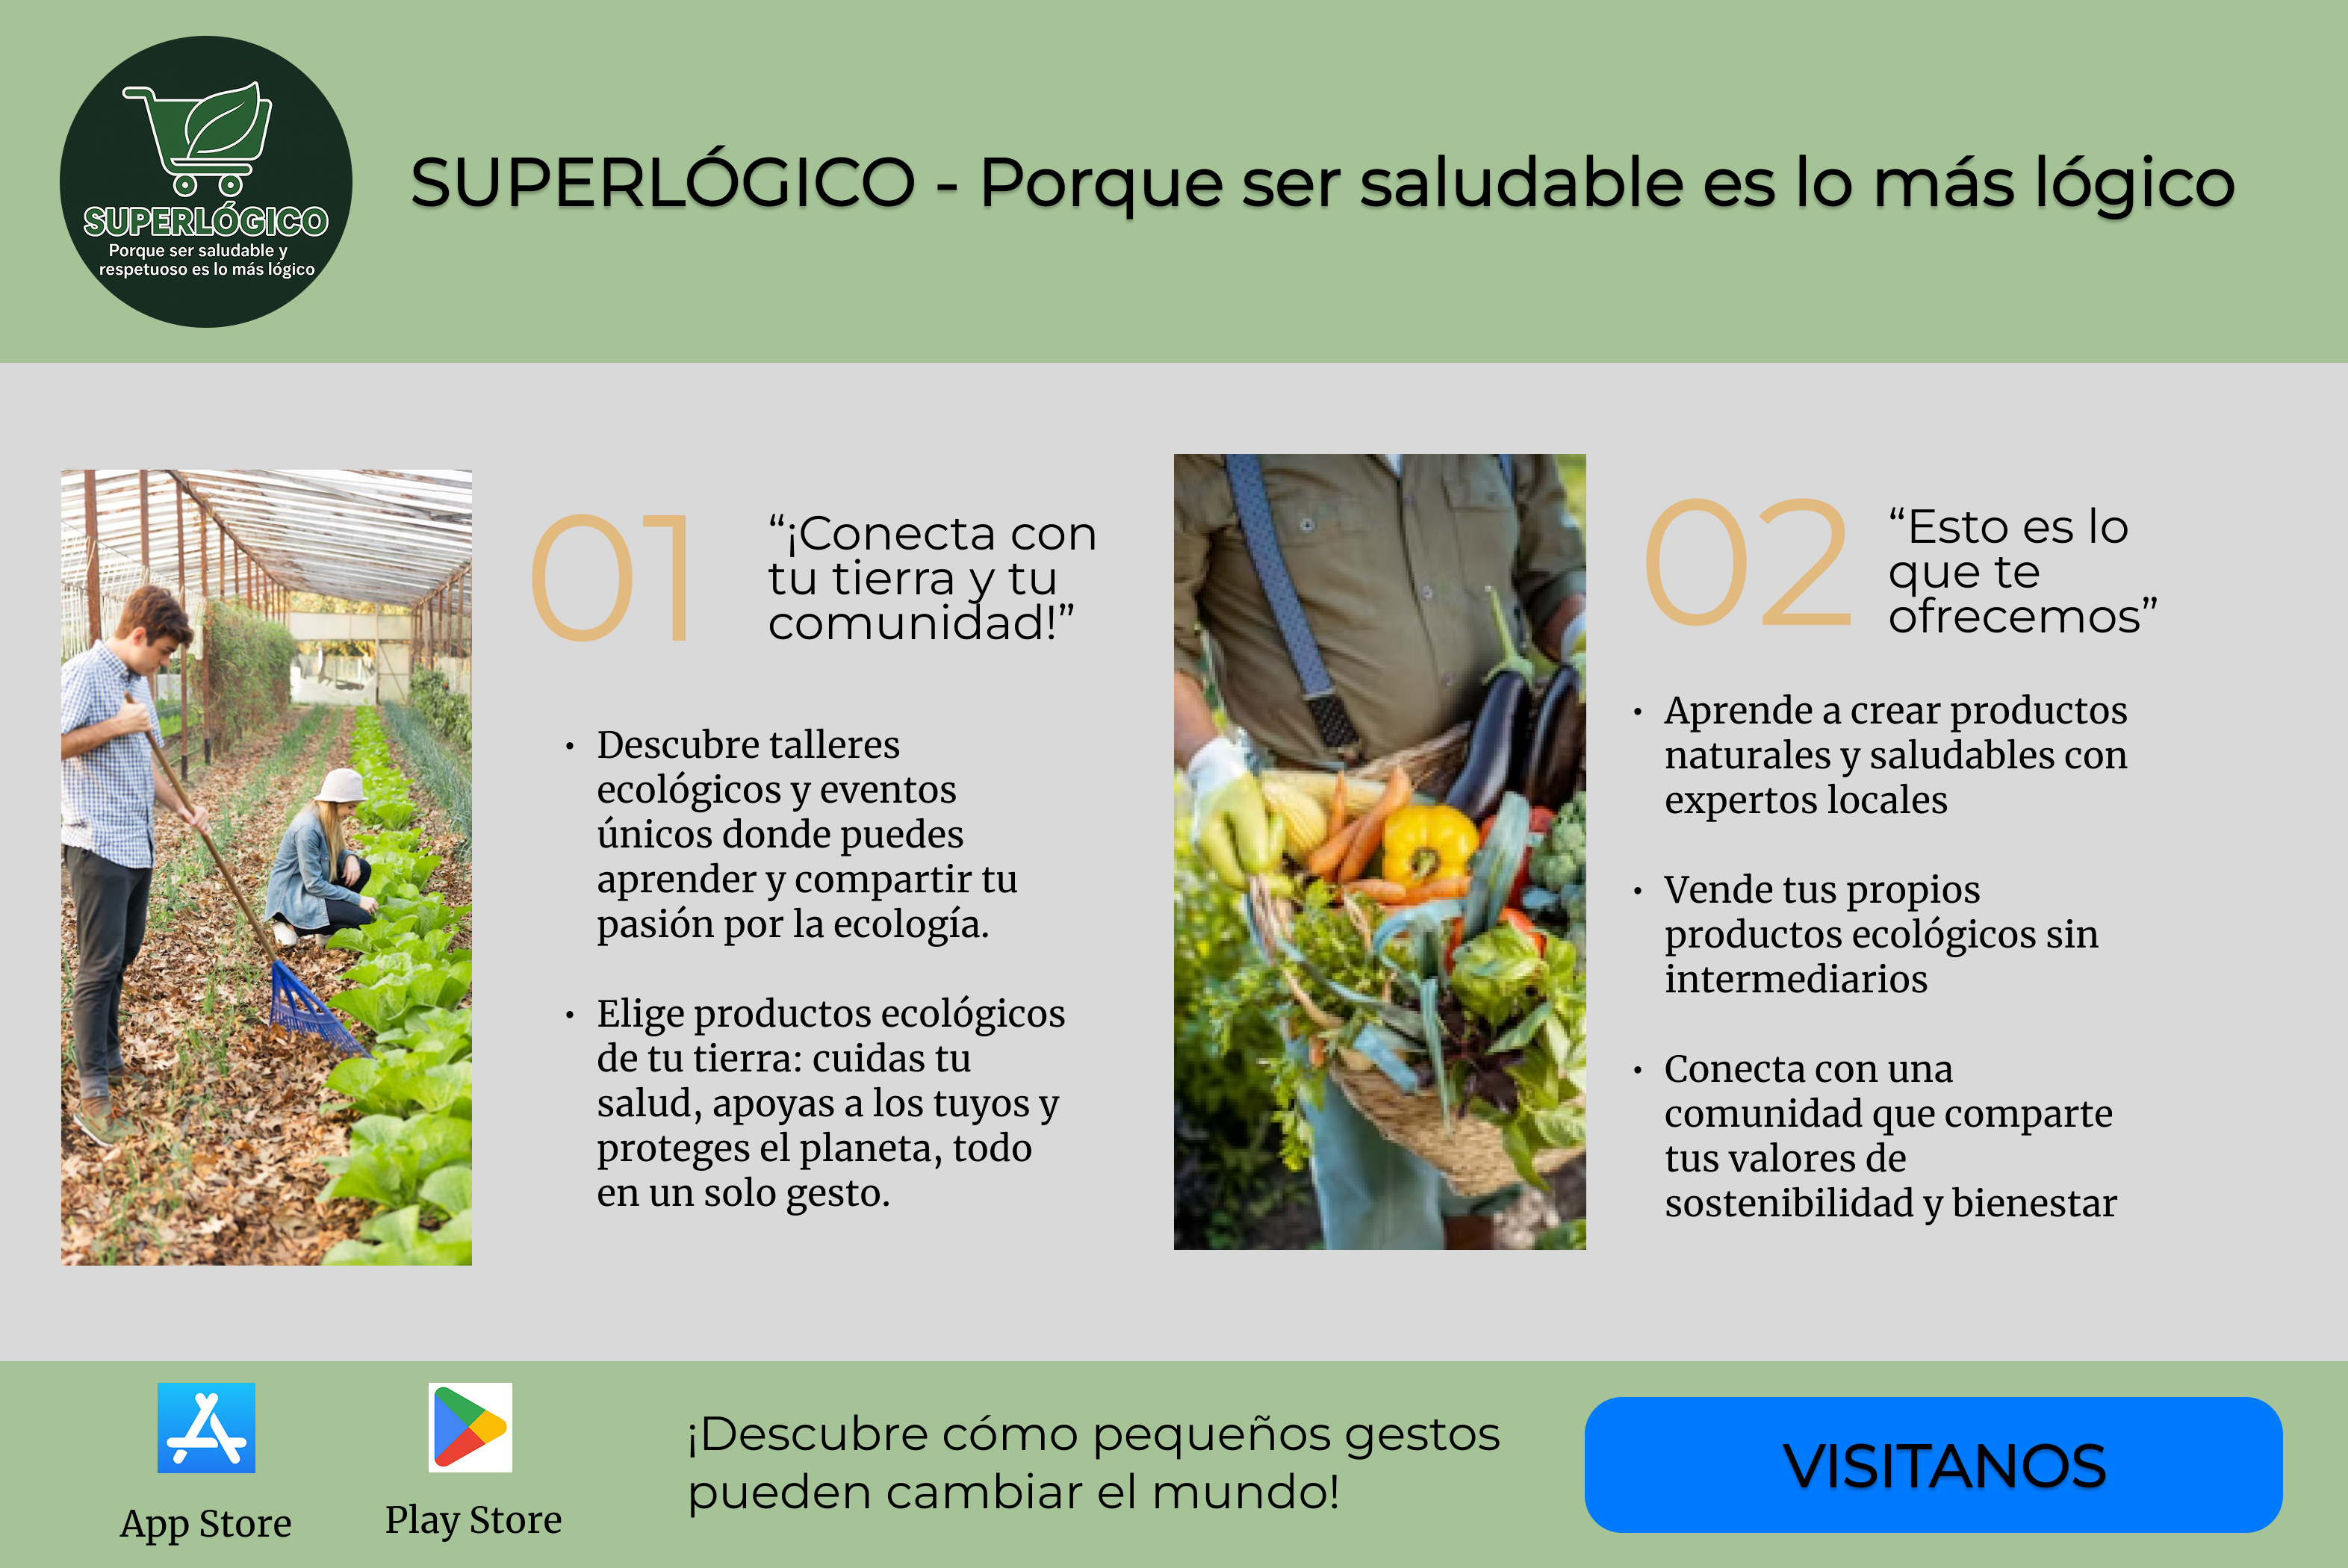 SUPERLÓGICO
Porque ser saludable y
respetuoso es lo más lógico
SUPERLÓGICO - Porque ser saludable es lo más lógico
01
“¡Conecta con
tu tierra y tu
comunidad!”
• Descubre talleres
ecológicos y eventos
únicos donde puedes
aprender y compartir tu
pasión por la ecología.
• Elige productos ecológicos
de tu tierra: cuidas tu
salud, apoyas a los tuyos y
proteges el planeta, todo
en un solo gesto.
02
“Esto es lo
que te
ofrecemos”
• Aprende a crear productos
naturales y saludables con
expertos locales
• Vende tus propios
productos ecológicos sin
intermediarios
• Conecta con una
comunidad que comparte
tus valores de
sostenibilidad y bienestar
App Store
Play Store
¡Descubre cómo pequeños gestos
pueden cambiar el mundo!
VISITANOS